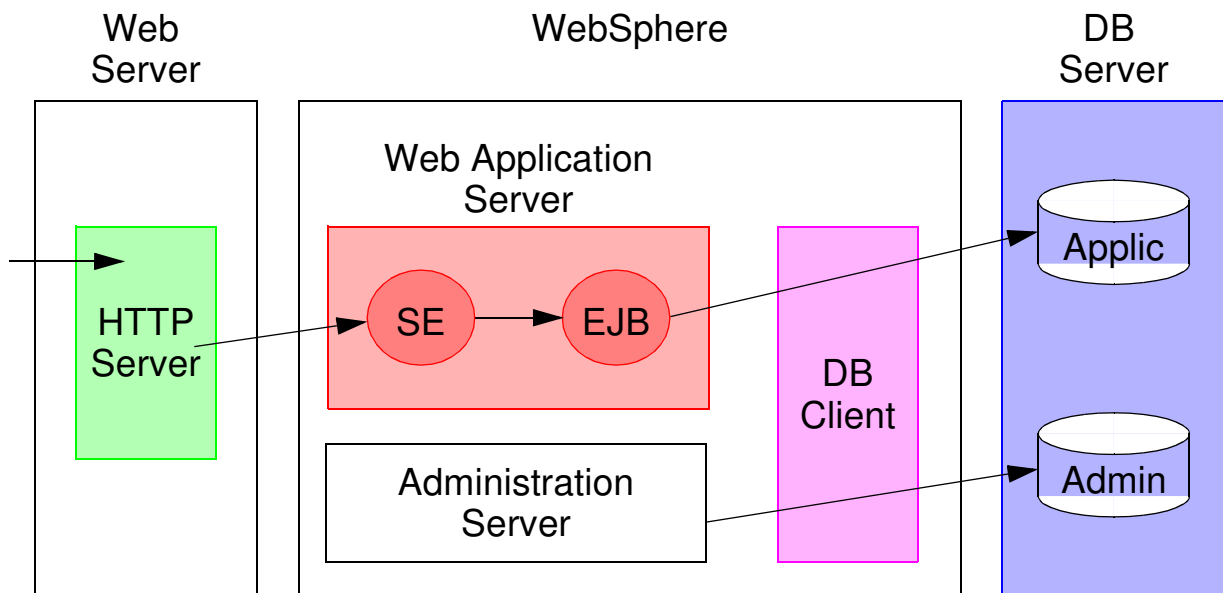 Web
Server
WebSphere
DB
Server
Web Application
Server
HTTP
Server
SE
EJB
DB
Client
Applic
Administration
Server
Admin